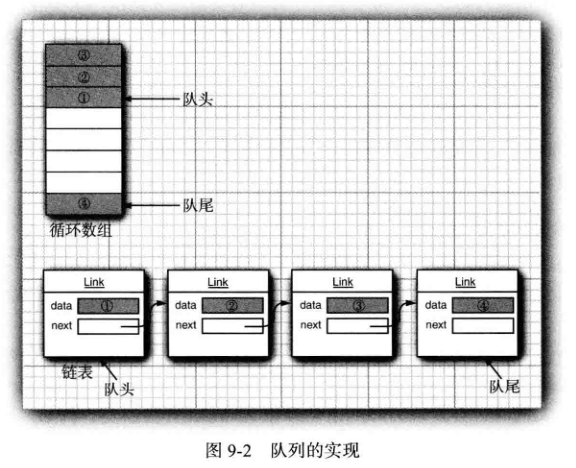 ③
②
①
队头
④
队尾
循环数组
Link
Link
Link
Link
data ①
data ②
data ③
data ④
next
next
next
next
链表
队头
队尾
图 9-2 队列的实现